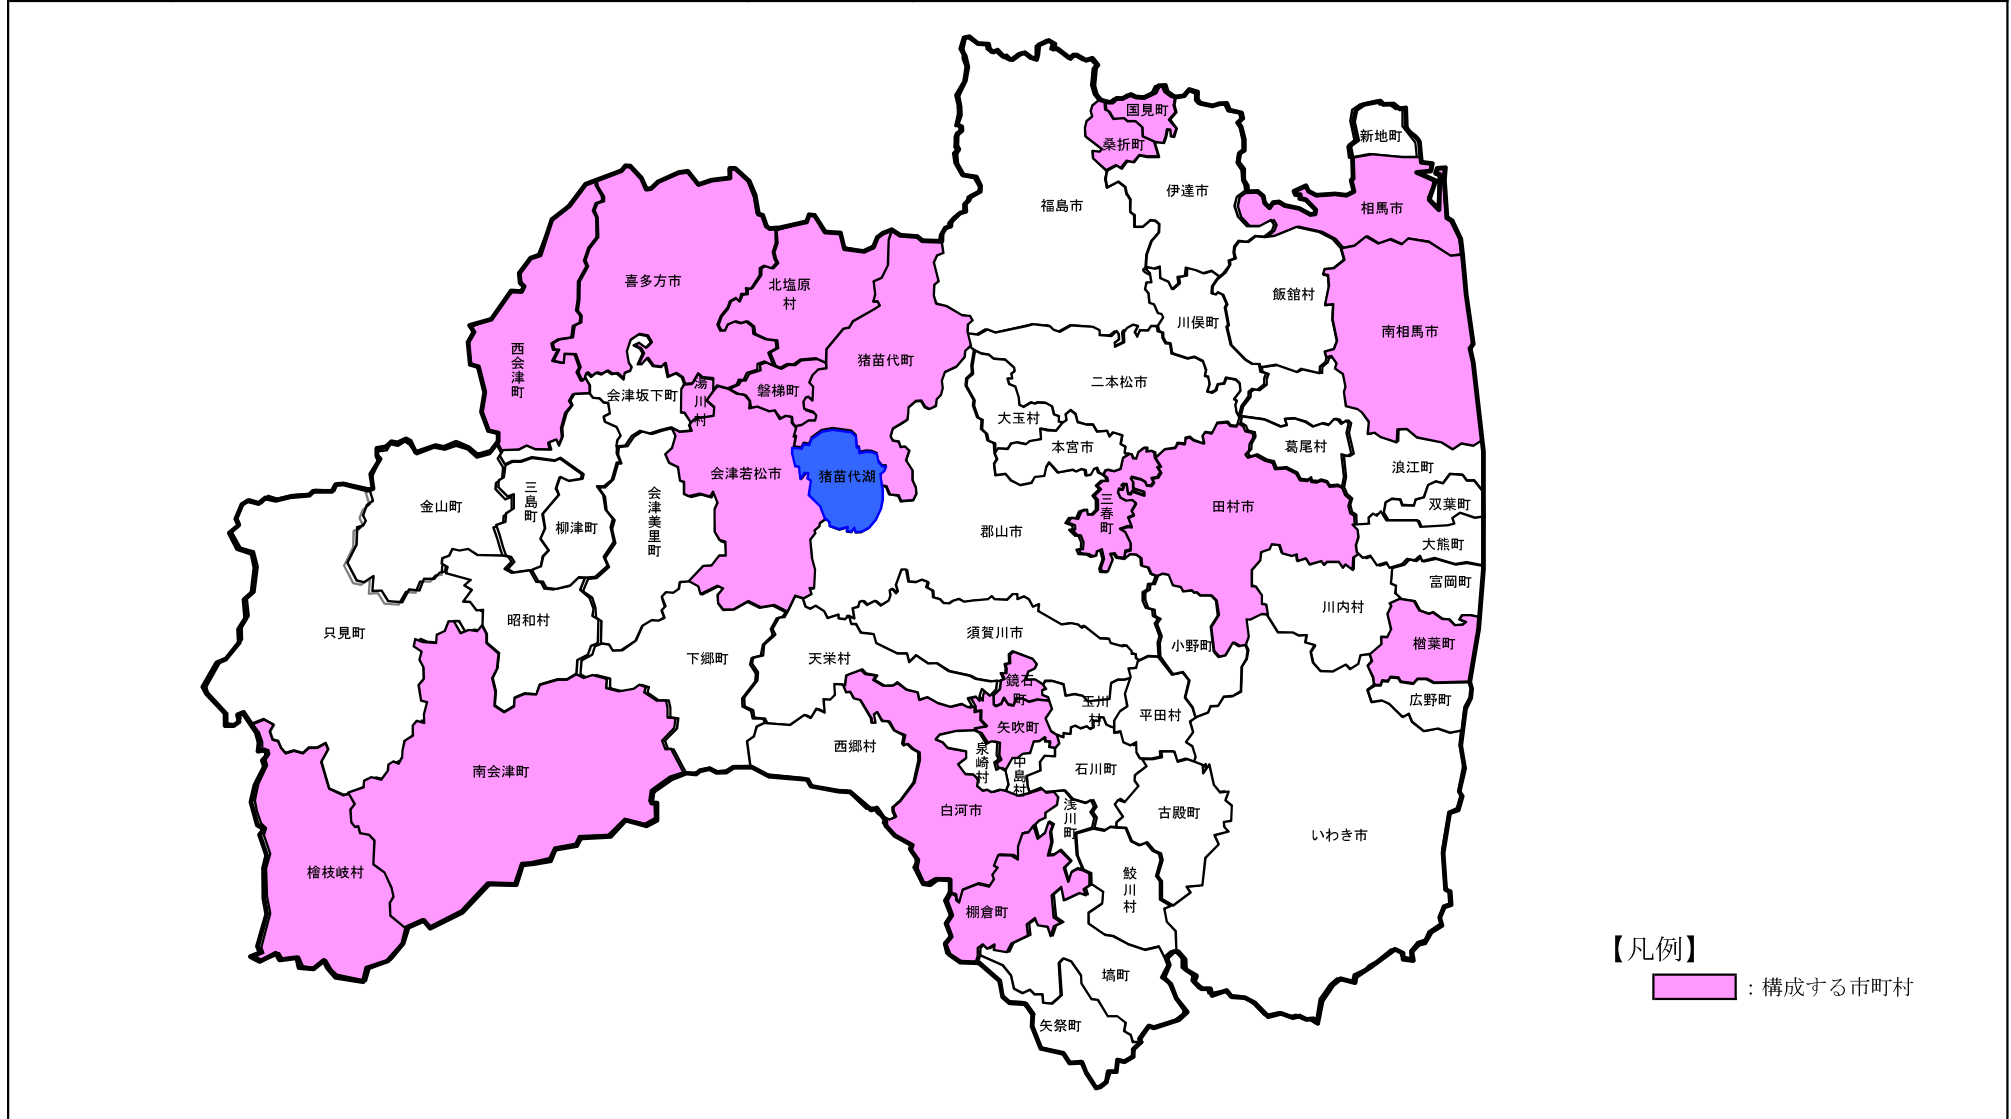 国見町
新地町
桑折町
伊達市
福島市
相馬市
喜多方市
北塩原
村
飯舘村
川俣町
南相馬市
西会津町
猪苗代町
二本松市
湯川村
磐梯町
会津坂下町
大玉村
本宮市
葛尾村
浪江町
会津若松市
猪苗代湖
三島町
金山町
柳津町
会津美里町
三春町
田村市
双葉町
郡山市
大熊町
富岡町
川内村
昭和村
只見町
須賀川市
小野町
楢葉町
下郷町
天栄村
鏡石
町
広野町
玉川
村
平田村
矢吹町
西郷村
泉崎村
中島村
石川町
南会津町
白河市
浅川町
古殿町
いわき市
檜枝岐村
鮫川村
棚倉町
塙町
矢祭町
【凡例】
：構成する市町村